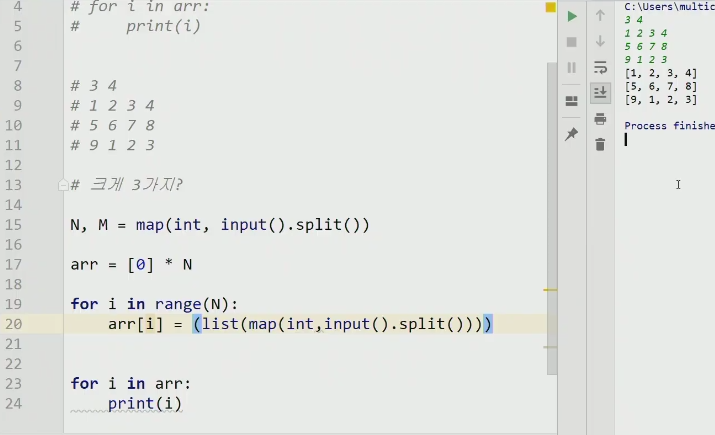 4 # for i in arr:
5 #     print(i)
6
7
8 # 3 4
9 # 1 2 3 4
10 # 5 6 7 8
11 # 9 1 2 3
12
13 # 크게 3가지?
14
15 N, M = map(int, input().split())
16
17 arr = [0] * N
18
19 for i in range(N):
20     arr[i] = (list(map(int,input().split())))
21
22
23 for i in arr:
24     print(i)
C:\Users\multic
3 4
1 2 3 4
5 6 7 8
9 1 2 3
[1, 2, 3, 4]
[5, 6, 7, 8]
[9, 1, 2, 3]
Process finishe